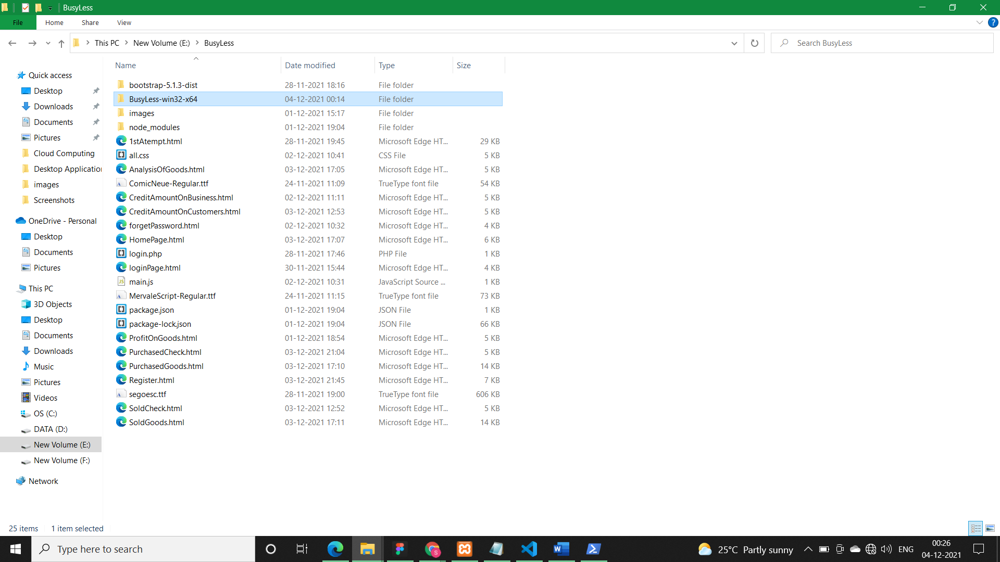 BusyLess
File Home Share View
This PC New Volume (E:) BusyLess
Search BusyLess
Name Date modified Type Size
Quick access
Desktop
Downloads
Documents
Pictures
Cloud Computing
Desktop Application
images
Screenshots
OneDrive - Personal
Desktop
Documents
Pictures
This PC
3D Objects
Desktop
Documents
Downloads
Music
Pictures
Videos
OS (C:)
DATA (D:)
New Volume (E:)
New Volume (F:)
Network
bootstrap-5.1.3-dist 28-11-2021 18:16 File folder
BusyLess-win32-x64 04-12-2021 00:14 File folder
images 01-12-2021 15:17 File folder
node_modules 01-12-2021 19:04 File folder
1stAtempt.html 28-11-2021 19:45 Microsoft Edge HT... 29 KB
all.css 02-12-2021 10:41 CSS File 5 KB
AnalysisOfGoods.html 03-12-2021 17:05 Microsoft Edge HT... 5 KB
ComicNeue-Regular.ttf 24-11-2021 11:09 TrueType font file 54 KB
CreditAmountOnBusiness.html 02-12-2021 11:11 Microsoft Edge HT... 5 KB
CreditAmountOnCustomers.html 03-12-2021 12:53 Microsoft Edge HT... 5 KB
forgetPassword.html 02-12-2021 10:32 Microsoft Edge HT... 4 KB
HomePage.html 03-12-2021 17:07 Microsoft Edge HT... 6 KB
login.php 28-11-2021 17:46 PHP File 1 KB
loginPage.html 30-11-2021 15:44 Microsoft Edge HT... 4 KB
main.js 02-12-2021 10:31 JavaScript Source ... 1 KB
MervaleScript-Regular.ttf 24-11-2021 11:15 TrueType font file 73 KB
package.json 01-12-2021 19:04 JSON File 1 KB
package-lock.json 01-12-2021 19:04 JSON File 66 KB
ProfitOnGoods.html 01-12-2021 18:54 Microsoft Edge HT... 5 KB
PurchasedCheck.html 03-12-2021 21:04 Microsoft Edge HT... 5 KB
PurchasedGoods.html 03-12-2021 17:10 Microsoft Edge HT... 14 KB
Register.html 03-12-2021 21:45 Microsoft Edge HT... 7 KB
segoesc.ttf 28-11-2021 19:00 TrueType font file 606 KB
SoldCheck.html 03-12-2021 12:52 Microsoft Edge HT... 5 KB
SoldGoods.html 03-12-2021 17:11 Microsoft Edge HT... 14 KB
25 items 1 item selected
Type here to search
25°C Partly sunny
ENG
00:26
04-12-2021